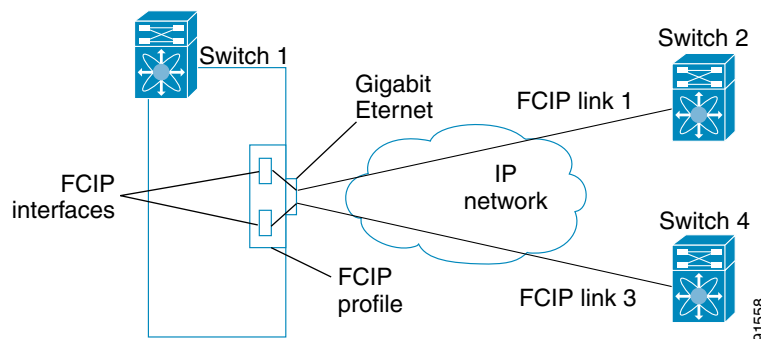 Switch 1
Switch 2
Gigabit
Eternet
FCIP link 1
IP
network
FCIP
interfaces
Switch 4
FCIP
profile
FCIP link 3
91558